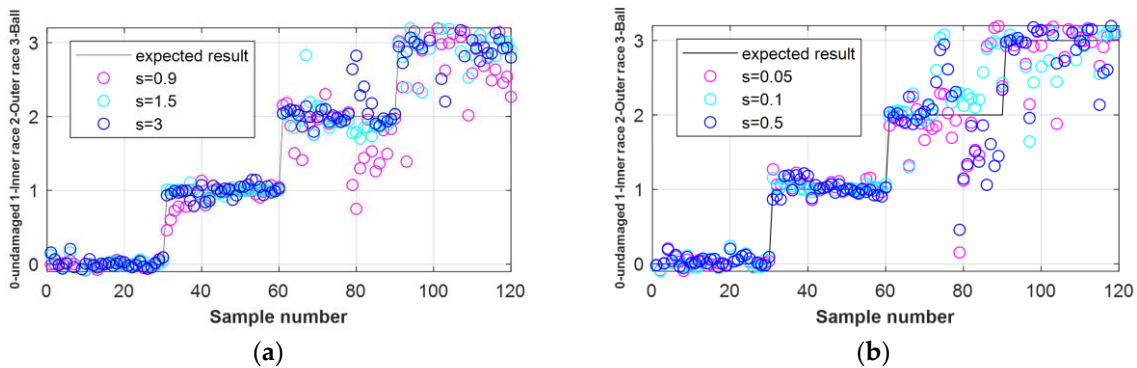 0-undamaged 1-Inner race 2-Outer race 3-Ball
3
2
1
0
expected result
s=0.9
s=1.5
s=3
0 20 40 60 80 100 120
Sample number
(a)
0-undamaged 1-Inner race 2-Outer race 3-Ball
3
2
1
0
expected result
s=0.05
s=0.1
s=0.5
0 20 40 60 80 100 120
Sample number
(b)